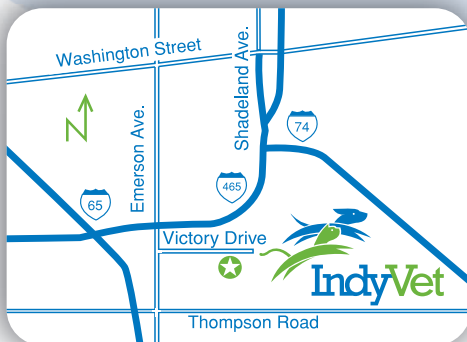 Washington Street
Shadeland Ave.
Emerson Ave.
N
74
465
65
Victory Drive
IndyVet
Thompson Road